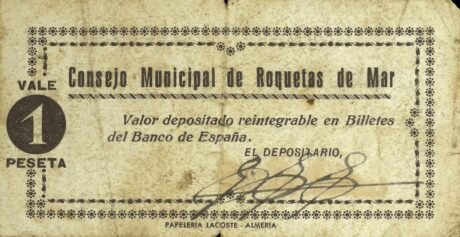 VALE
1
PESETA
Consejo Municipal de Roquetas de Mar
Valor depositado reintegrable en Billetes
del Banco de España.
EL DEPOSITARIO,
PAPELERIA LACOSTE - ALMERIA